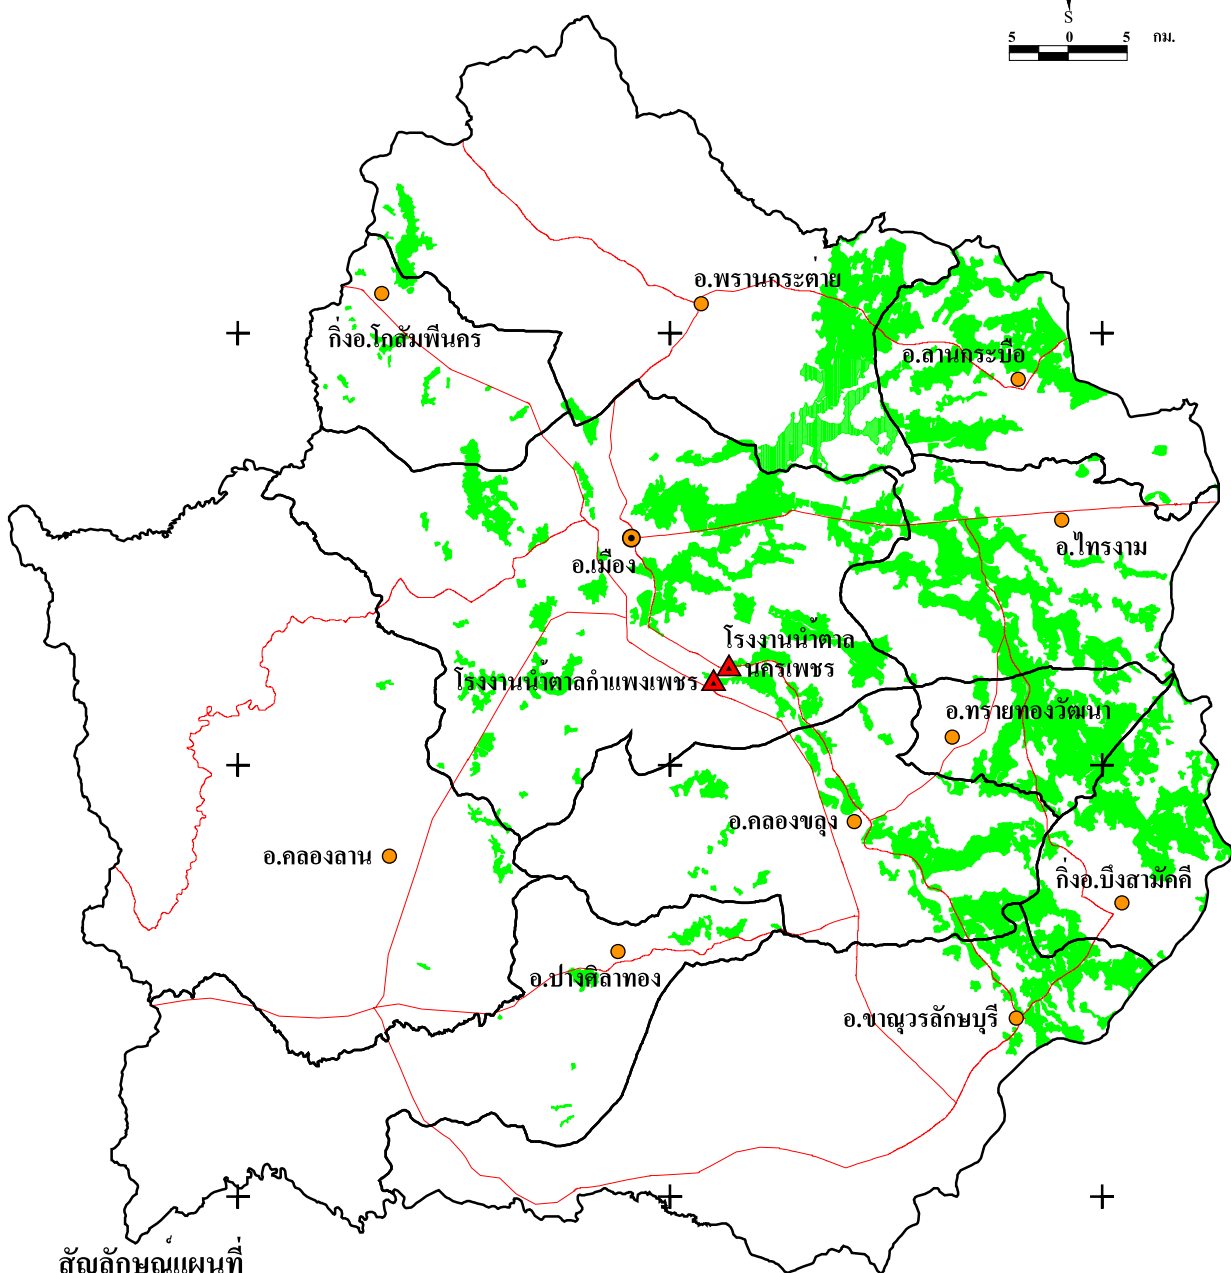 S
5 0 5 กม.
อ.พรานกระต่าย
กิ่งอ.โกสัมพีนคร
อ.ลานกระบือ
อ.ไทรงาม
อ.เมือง
โรงงานน้ำตาล
นครเพชร
โรงงานน้ำตาลกำแพงเพชร
อ.ทรายทองวัฒนา
อ.คลองขลุง
อ.คลองลาน
กิ่งอ.บึงสามัคคี
อ.ปางศิลาทอง
อ.ขาณุวรลักษบุรี
สัญลักษณ์แผนที่